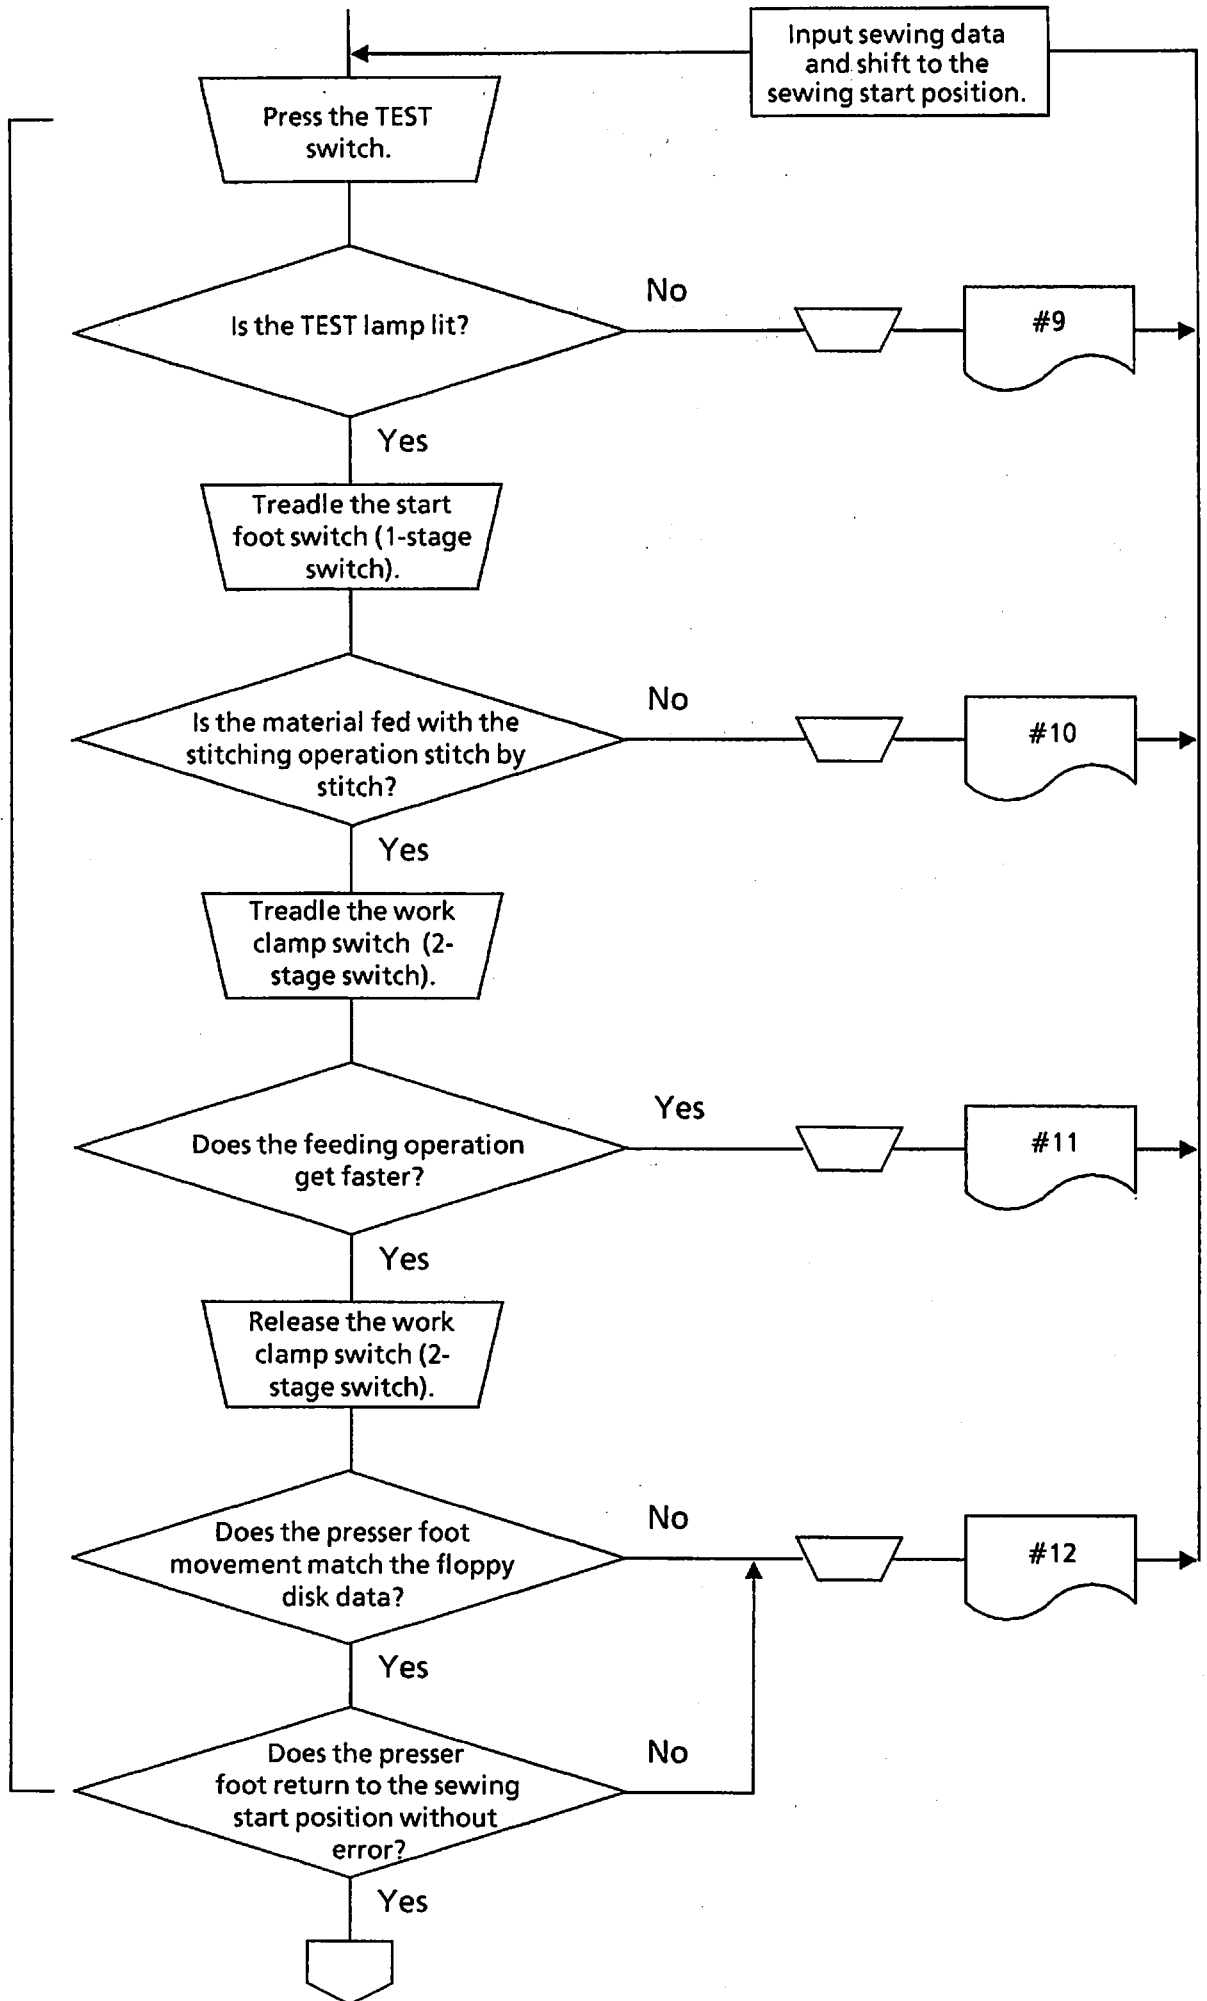 Input sewing data
and shift to the
sewing start position.
Press the TEST
switch.
Is the TEST lamp lit?
No
#9
Yes
Treadle the start
foot switch (1-stage
switch).
Is the material fed with the
stitching operation stitch by
stitch?
No
#10
Yes
Treadle the work
clamp switch (2-
stage switch).
Does the feeding operation
get faster?
Yes
#11
Yes
Release the work
clamp switch (2-
stage switch).
Does the presser foot
movement match the floppy
disk data?
No
#12
Yes
Does the presser
foot return to the sewing
start position without
error?
No
Yes